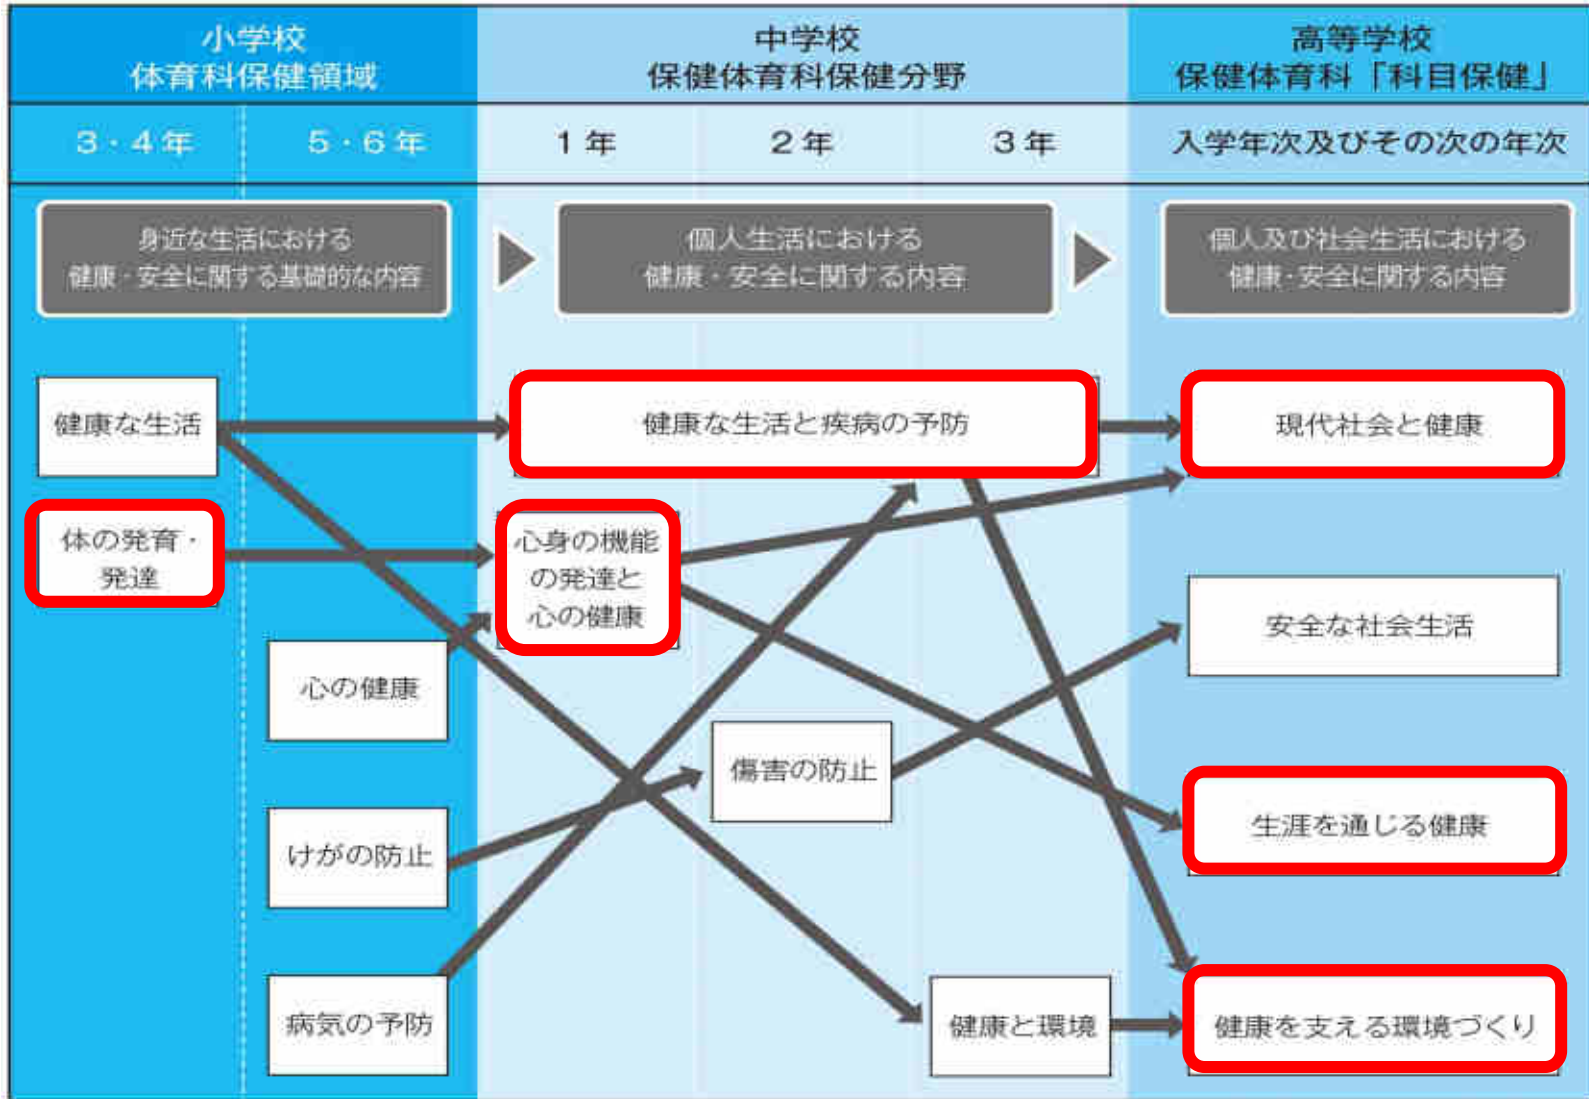 小学校
体育科保健領域
中学校
保健体育科保健分野
高等学校
保健体育科「科目保健」
3・4年
5・6年
1年
2年
3年
入学年次及びその次の年次
身近な生活における
健康・安全に関する基礎的な内容
個人生活における
健康・安全に関する内容
個人及び社会生活における
健康・安全に関する内容
健康な生活
健康な生活と疾病の予防
現代社会と健康
体の発育・
発達
心身の機能
の発達と
心の健康
安全な社会生活
心の健康
傷害の防止
生涯を通じる健康
けがの防止
病気の予防
健康と環境
健康を支える環境づくり